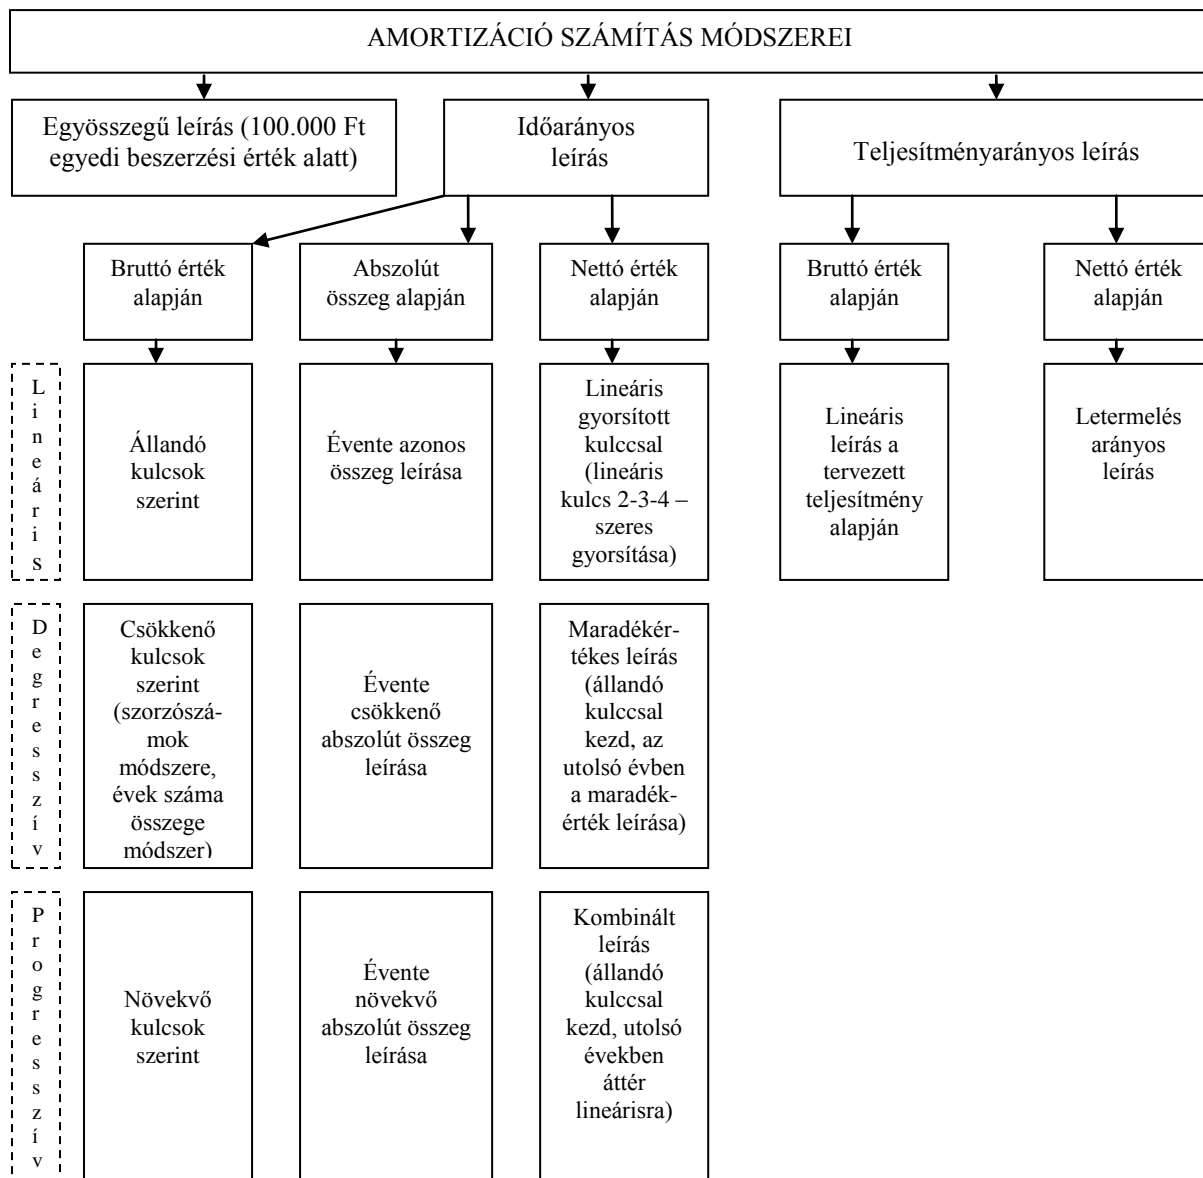 AMORTIZÁCIÓ SZÁMÍTÁS MÓDSZEREI
Egyösszegű leírás (100.000 Ft
egyedi beszerzési érték alatt)
Időarányos
leírás
Teljesítményarányos leírás
Bruttó érték
alapján
Abszolút
összeg alapján
Nettó érték
alapján
Bruttó érték
alapján
Nettó érték
alapján
L
i
n
e
á
r
i
s
Állandó
kulcsok
szerint
Évente azonos
összeg leírása
Lineáris
gyorsított
kulccsal
(lineáris
kulcs 2-3-4 –
szeres
gyorsítása)
Lineáris
leírás a
tervezett
teljesítmény
alapján
Letermelés
arányos
leírás
D
e
g
r
e
s
s
z
í
v
Csökkenő
kulcsok
szerint
(szorzószá-
mok
módszere,
évek száma
összege
módszer)
Évente
csökkenő
abszolút összeg
leírása
Maradékér-
tékes leírás
(állandó
kulccsal
kezd, az
utolsó évben
a maradék-
érték leírása)
P
r
o
g
r
e
s
s
z
í
v
Növekvő
kulcsok
szerint
Évente
növekvő
abszolút összeg
leírása
Kombinált
leírás
(állandó
kulccsal
kezd, utolsó
években
áttér
lineárisra)